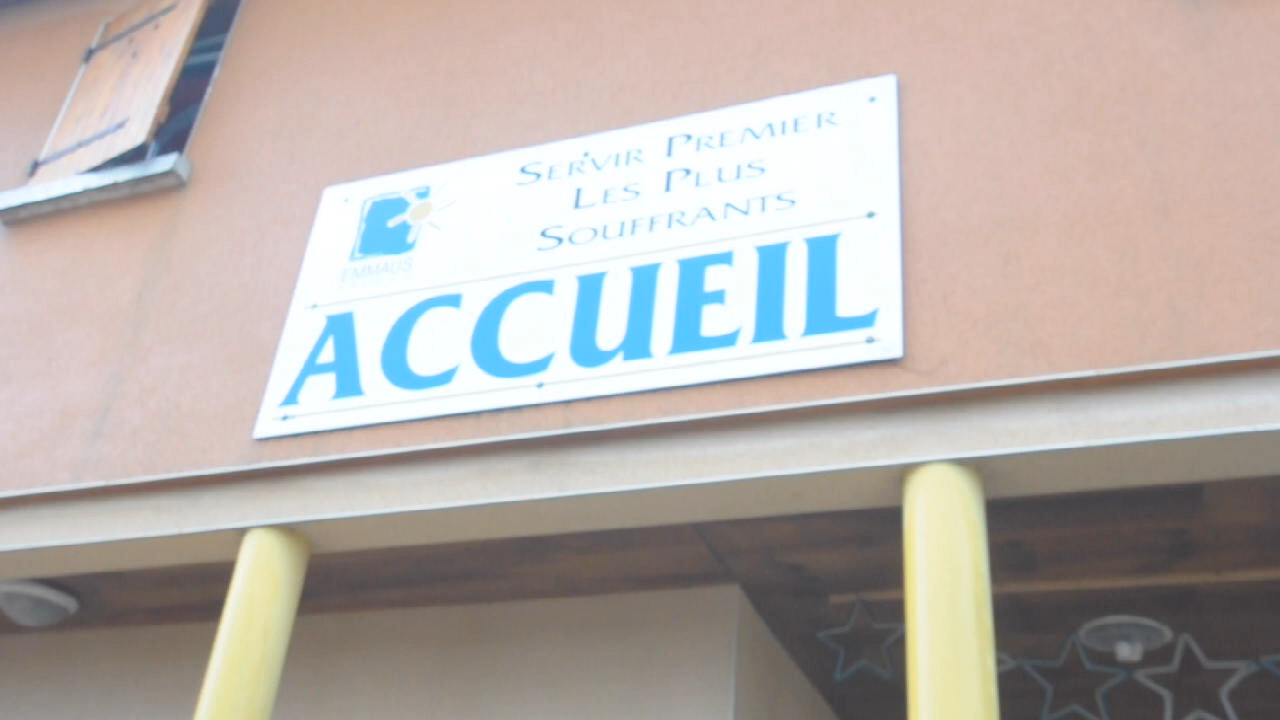 SERVIR PREMIER
LES PLUS
SOUFFRANTS
EMMAUS
ACCUEIL